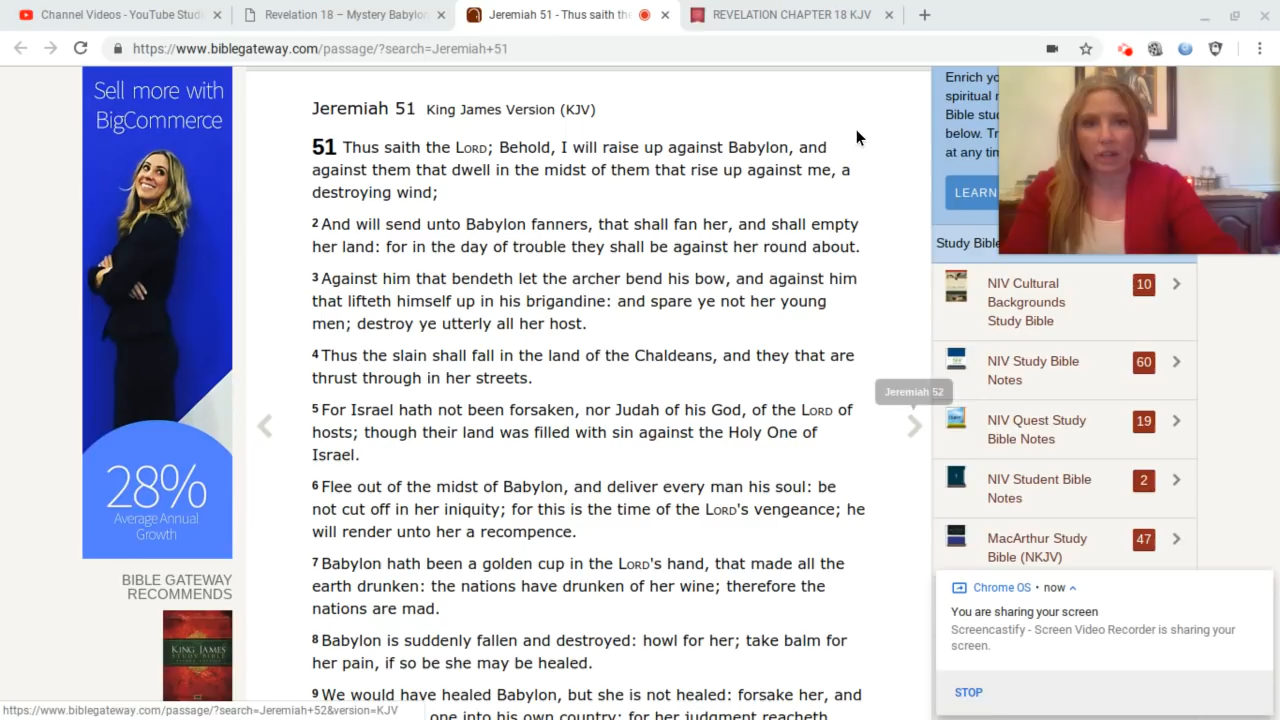 Channel Videos - YouTube Stud
Revelation 18 – Mystery Babylon
Jeremiah 51 - Thus saith the
REVELATION CHAPTER 18 KJV
https://www.biblegateway.com/passage/?search=Jeremiah+51
Sell more with
BigCommerce
28%
Average Annual
Growth
BIBLE GATEWAY
RECOMMENDS
KING JAMES
STUDY BIBLE
Jeremiah 51 King James Version (KJV)
51 Thus saith the LORD; Behold, I will raise up against Babylon, and
against them that dwell in the midst of them that rise up against me, a
destroying wind;
2 And will send unto Babylon fanners, that shall fan her, and shall empty
her land: for in the day of trouble they shall be against her round about.
3 Against him that bendeth let the archer bend his bow, and against him
that lifteth himself up in his brigandine: and spare ye not her young
men; destroy ye utterly all her host.
4 Thus the slain shall fall in the land of the Chaldeans, and they that are
thrust through in her streets.
5 For Israel hath not been forsaken, nor Judah of his God, of the LORD of
hosts; though their land was filled with sin against the Holy One of
Israel.
6 Flee out of the midst of Babylon, and deliver every man his soul: be
not cut off in her iniquity; for this is the time of the LORD's vengeance; he
will render unto her a recompence.
7 Babylon hath been a golden cup in the LORD's hand, that made all the
earth drunken: the nations have drunken of her wine; therefore the
nations are mad.
8 Babylon is suddenly fallen and destroyed: howl for her; take balm for
her pain, if so be she may be healed.
9 We would have healed Babylon, but she is not healed: forsake her, and
one into his own country: for her judgment reacheth
Jeremiah 52
Enrich yo
spiritual r
Bible stud
below. Tr
at any tim
LEARN
Study Bible
NIV Cultural
Backgrounds
Study Bible
10
NIV Study Bible
Notes
60
NIV Quest Study
Bible Notes
19
NIV Student Bible
Notes
2
MacArthur Study
Bible (NKJV)
47
Chrome OS • now
You are sharing your screen
Screencastify - Screen Video Recorder is sharing your
screen.
STOP
https://www.biblegateway.com/passage/?search=Jeremiah+52&version=KJV